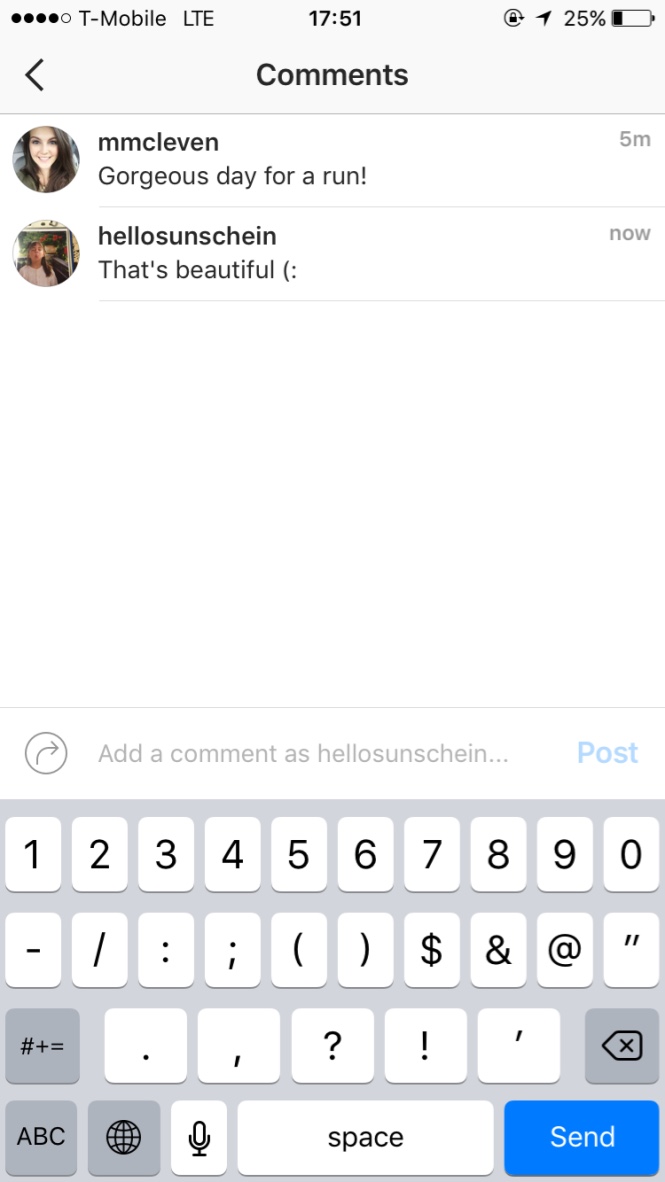 T-Mobile LTE 17:51 25%
Comments
mmcleven 5m
Gorgeous day for a run!
hellosunschein now
That's beautiful (:
Add a comment as hellosunschein... Post
1 2 3 4 5 6 7 8 9 0
- / : ; ( ) $ & @ "
#+= . , ? ! '
ABC space Send